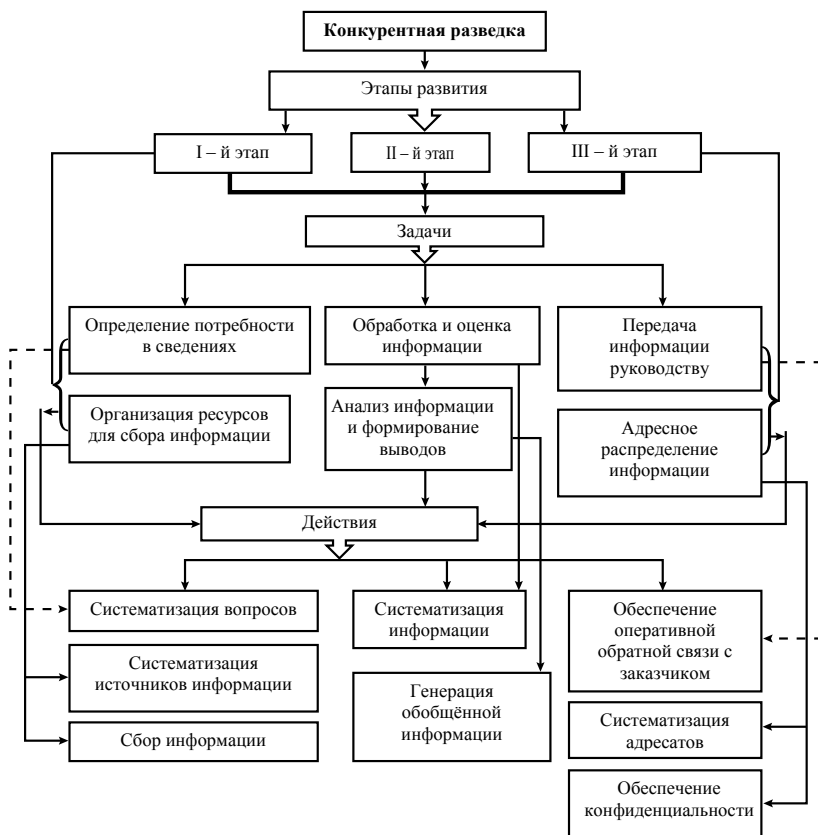 Конкурентная разведка
Этапы развития
I – й этап
II – й этап
III – й этап
Задачи
Определение потребности
в сведениях
Обработка и оценка
информации
Передача
информации
руководству
Организация ресурсов
для сбора информации
Анализ информации
и формирование
выводов
Адресное
распределение
информации
Действия
Систематизация вопросов
Систематизация
информации
Обеспечение
оперативной
обратной связи с
заказчиком
Систематизация
источников информации
Генерация
обобщённой
информации
Систематизация
адресатов
Сбор информации
Обеспечение
конфиденциальности